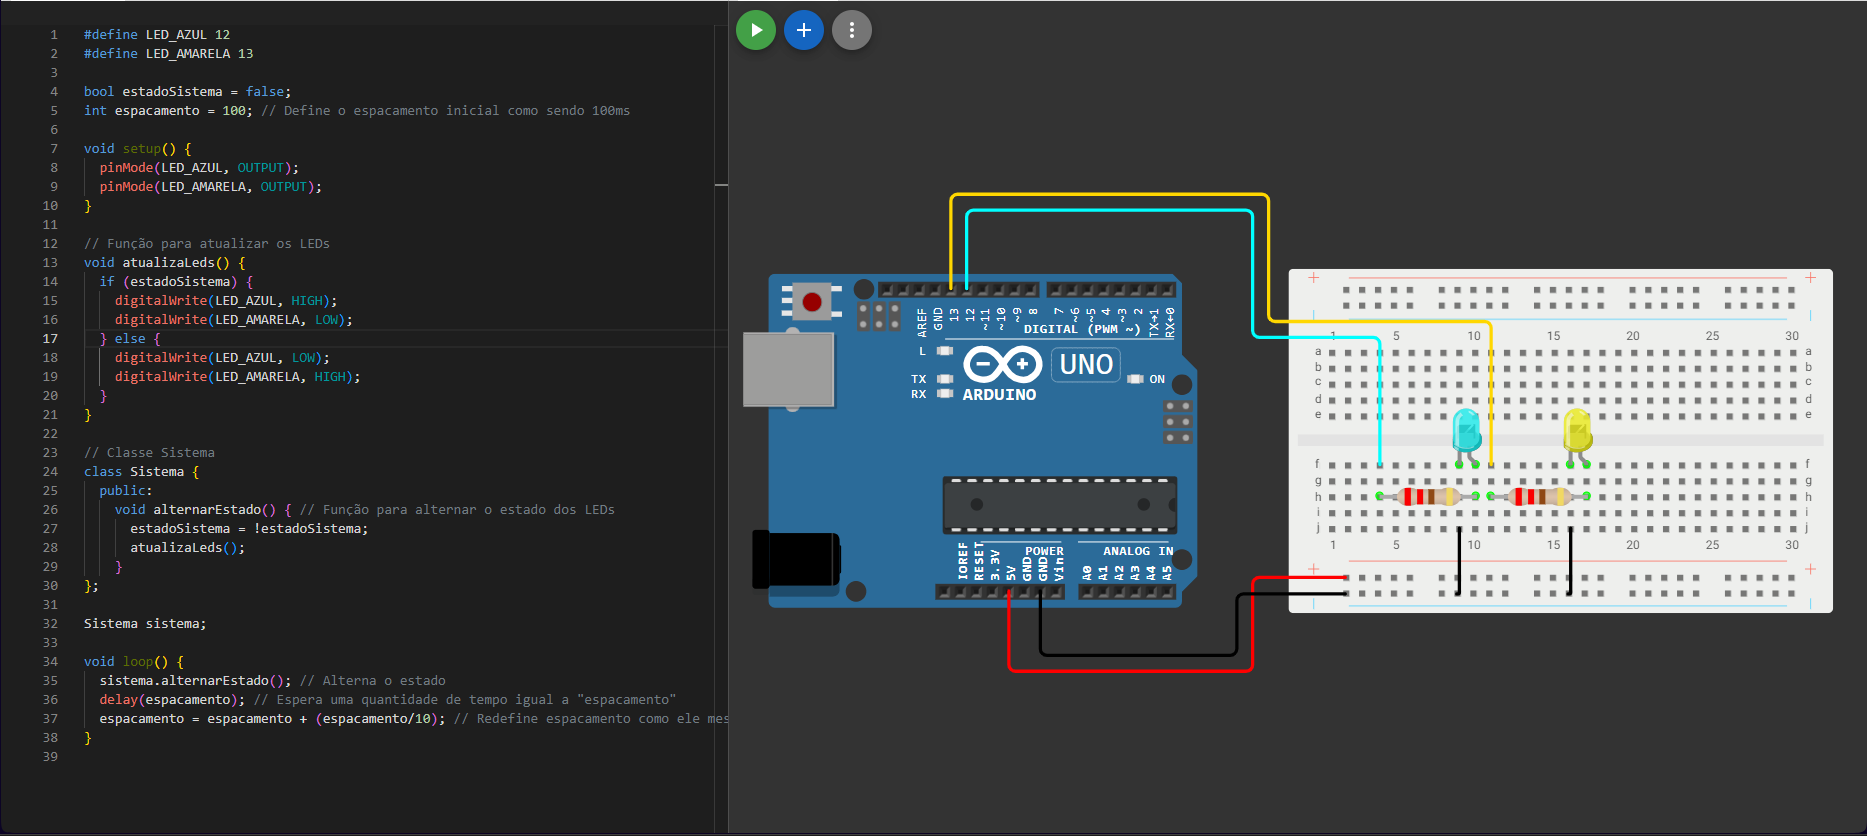 1 #define LED_AZUL 12
2 #define LED_AMARELA 13
3
4 bool estadoSistema = false;
5 int espacamento = 100; // Define o espacamento inicial como sendo 100ms
6
7 void setup() {
8 pinMode(LED_AZUL, OUTPUT);
9 pinMode(LED_AMARELA, OUTPUT);
10 }
11
12 // Função para atualizar os LEDs
13 void atualizaLeds() {
14 if (estadoSistema) {
15 digitalWrite(LED_AZUL, HIGH);
16 digitalWrite(LED_AMARELA, LOW);
17 } else {
18 digitalWrite(LED_AZUL, LOW);
19 digitalWrite(LED_AMARELA, HIGH);
20 }
21 }
22
23 // Classe Sistema
24 class Sistema {
25 public:
26 void alternarEstado() { // Função para alternar o estado dos LEDs
27 estadoSistema = !estadoSistema;
28 atualizaLeds();
29 }
30 };
31
32 Sistema sistema;
33
34 void loop() {
35 sistema.alternarEstado(); // Alterna o estado
36 delay(espacamento); // Espera uma quantidade de tempo igual a "espacamento"
37 espacamento = espacamento + (espacamento/10); // Redefine espacamento como ele mes
38 }
39
AREF GND 13 12 ~11 ~10 ~9 8 7 ~6 ~5 4 ~3 2 TX→1 RX←0
DIGITAL (PWM ~)
L
TX
RX
UNO
ON
ARDUINO
POWER
ANALOG IN
IOREF RESET 3.3V 5V GND GND Vin A0 A1 A2 A3 A4 A5
1 5 10 15 20 25 30
a a
b b
c c
d d
e e
f f
g g
h h
i i
j j
1 5 10 15 20 25 30